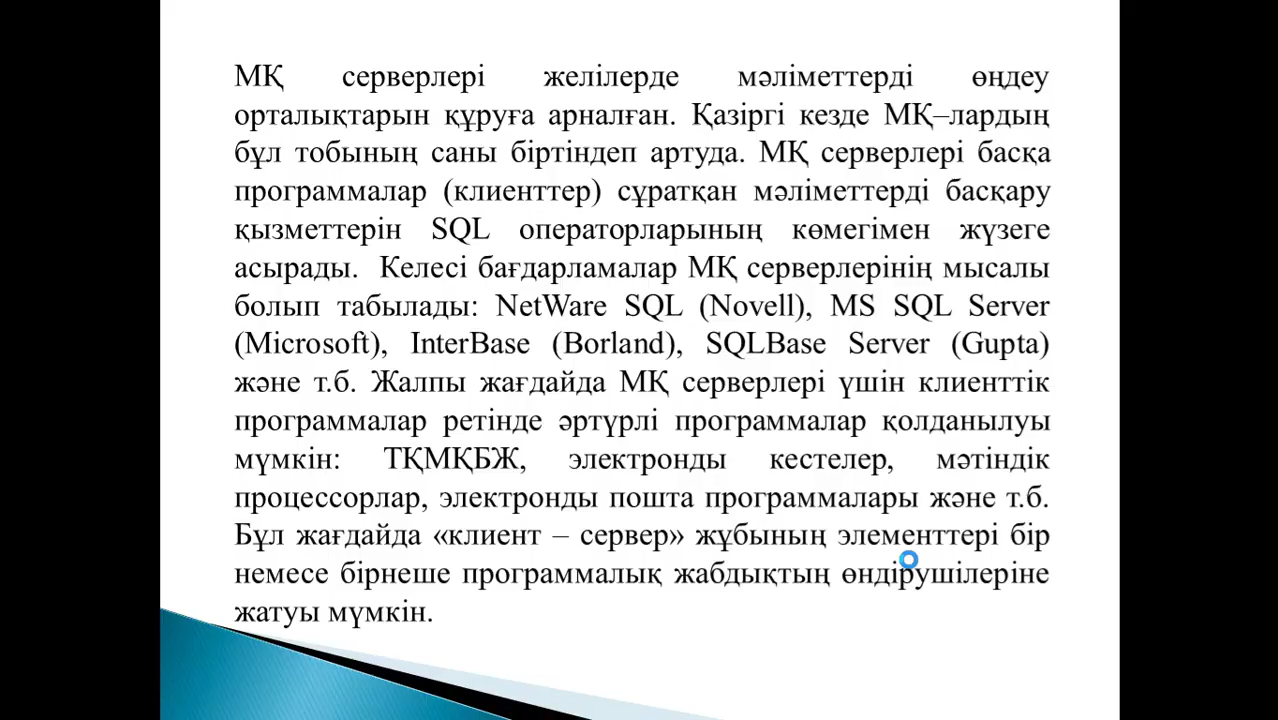 МҚ серверлері желілерде мәліметтерді өңдеу
орталықтарын құруға арналған. Қазіргі кезде МҚ–лардың
бұл тобының саны біртіндеп артуда. МҚ серверлері басқа
программалар (клиенттер) сұратқан мәліметтерді басқару
қызметтерін SQL операторларының көмегімен жүзеге
асырады. Келесі бағдарламалар МҚ серверлерінің мысалы
болып табылады: NetWare SQL (Novell), MS SQL Server
(Microsoft), InterBase (Borland), SQLBase Server (Gupta)
және т.б. Жалпы жағдайда МҚ серверлері үшін клиенттік
программалар ретінде әртүрлі программалар қолданылуы
мүмкін: ТҚМҚБЖ, электронды кестелер, мәтіндік
процессорлар, электронды пошта программалары және т.б.
Бұл жағдайда «клиент – сервер» жұбының элементтері бір
немесе бірнеше программалық жабдықтың өндірушілеріне
жатуы мүмкін.